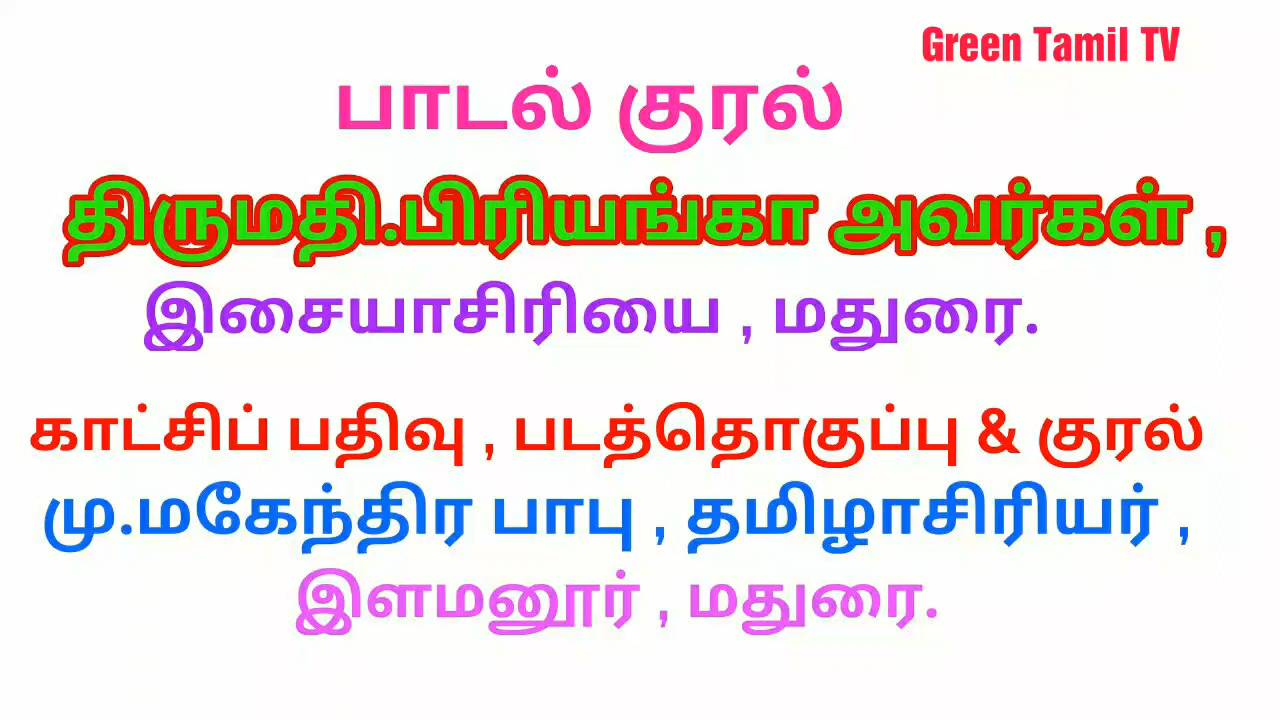 Green Tamil TV
பாடல் குரல்
திருமதி.பிரியங்கா அவர்கள் ,
இசையாசிரியை , மதுரை.
காட்சிப் பதிவு , படத்தொகுப்பு & குரல்
மு.மகேந்திர பாபு , தமிழாசிரியர் ,
இளமனூர் , மதுரை.